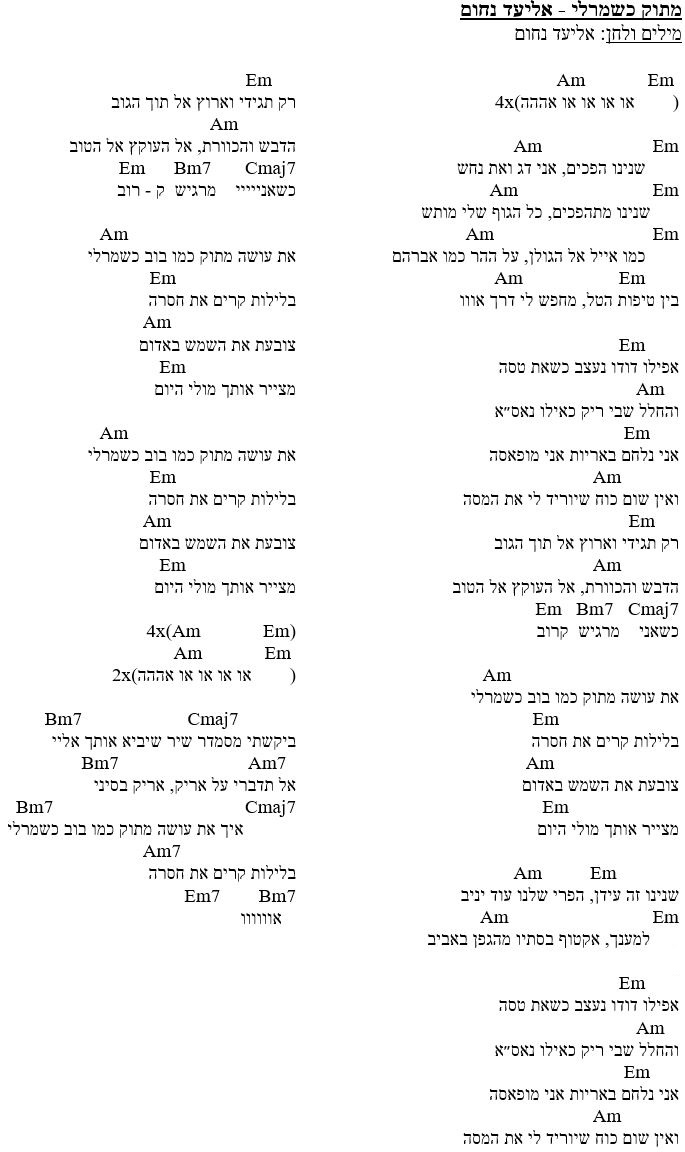 מתוק כשמרלי - אליעד נחום
מילים ולחן: אליעד נחום
Em Am
( או או או או אההה)4x
Em Am
שנינו הפכים, אני דג ואת נחש
Em Am
שנינו מתהפכים, כל הגוף שלי מותש
Em Am
כמו אייל אל הגולן, על ההר כמו אברהם
Em Am
בין טיפות הטל, מחפש לי דרך אווו
Em
אפילו דודו נעצב כשאת טסה
Am
והחלל שבי ריק כאילו נאס״א
Em
אני נלחם באריות אני מופאסה
Am
ואין שום כוח שיוריד לי את המסה
Em
רק תגידי וארוץ אל תוך הגוב
Am
הדבש והכוורת, אל העוקץ אל הטוב
Cmaj7 Bm7 Em
כשאני מרגיש קרוב
Am
את עושה מתוק כמו בוב כשמרלי
Em
בלילות קרים את חסרה
Am
צובעת את השמש באדום
Em
מצייר אותך מולי היום
Em Am
שנינו זה עידן, הפרי שלנו עוד יניב
Em Am
למענך, אקטוף בסתיו מהגפן באביב
Em
אפילו דודו נעצב כשאת טסה
Am
והחלל שבי ריק כאילו נאס״א
Em
אני נלחם באריות אני מופאסה
Am
ואין שום כוח שיוריד לי את המסה
Em
רק תגידי וארוץ אל תוך הגוב
Am
הדבש והכוורת, אל העוקץ אל הטוב
Cmaj7 Bm7 Em
כשאנייייי מרגיש ק - רוב
Am
את עושה מתוק כמו בוב כשמרלי
Em
בלילות קרים את חסרה
Am
צובעת את השמש באדום
Em
מצייר אותך מולי היום
Am
את עושה מתוק כמו בוב כשמרלי
Em
בלילות קרים את חסרה
Am
צובעת את השמש באדום
Em
מצייר אותך מולי היום
(Em Am)4x
Em Am
( או או או או אההה)2x
Cmaj7 Bm7
ביקשתי מסמדר שיר שיביא אותך אליי
Am7 Bm7
אל תדברי על אריק, אריק בסיני
Cmaj7 Bm7
איך את עושה מתוק כמו בוב כשמרלי
Am7
בלילות קרים את חסרה
Bm7 Em7
אוווווו